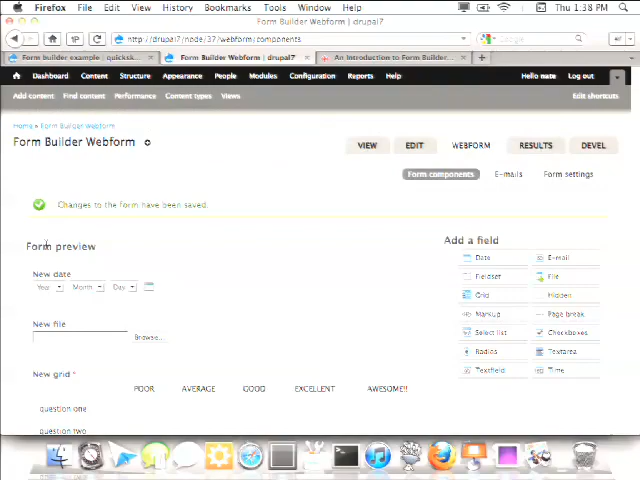 Firefox File Edit View History Bookmarks Tools Window Help Thu 1:38 PM
Form Builder Webform | drupal7
http://drupal7/node/37/webform/components
Form builder example | quicksk... Form Builder Webform | drupal7 An Introduction to Form Builder...
Dashboard Content Structure Appearance People Modules Configuration Reports Help Hello nate Log out
Add content Find content Performance Content types Views Edit shortcuts
Home » Form Builder Webform
Form Builder Webform
VIEW EDIT WEBFORM RESULTS DEVEL
Form components E-mails Form settings
Changes to the form have been saved.
Form preview
Add a field
New date
Year Month Day
Date E-mail
Fieldset File
Grid Hidden
Markup Page break
Select list Checkboxes
Radios Textarea
Textfield Time
New file
Browse...
New grid *
POOR AVERAGE GOOD EXCELLENT AWESOME!!
question one
question two